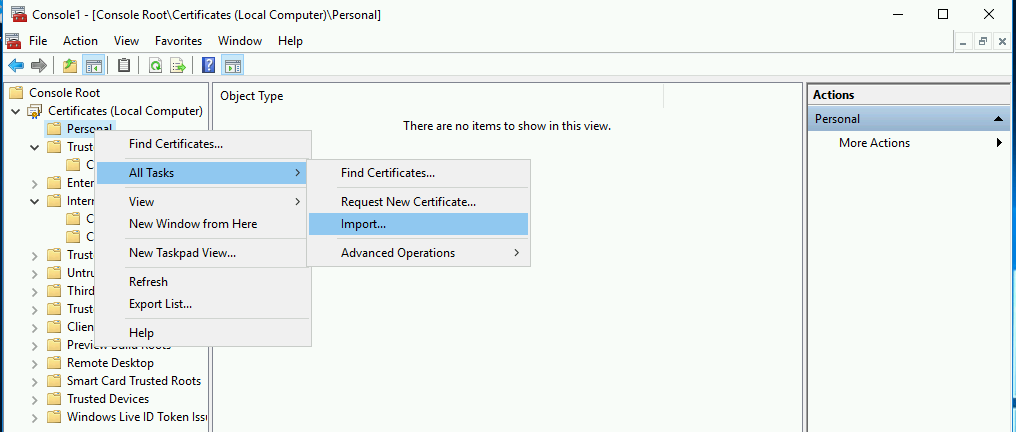 Console1 - [Console Root\Certificates (Local Computer)\Personal]
File Action View Favorites Window Help
Console Root
Certificates (Local Computer)
Personal
Trust
C
Enter
Intern
C
C
Trust
Untru
Third
Trust
Clien
Preview Build Roots
Remote Desktop
Smart Card Trusted Roots
Trusted Devices
Windows Live ID Token Issu
Find Certificates...
All Tasks
View
New Window from Here
New Taskpad View...
Refresh
Export List...
Help
Find Certificates...
Request New Certificate...
Import...
Advanced Operations
Object Type
There are no items to show in this view.
Actions
Personal
More Actions